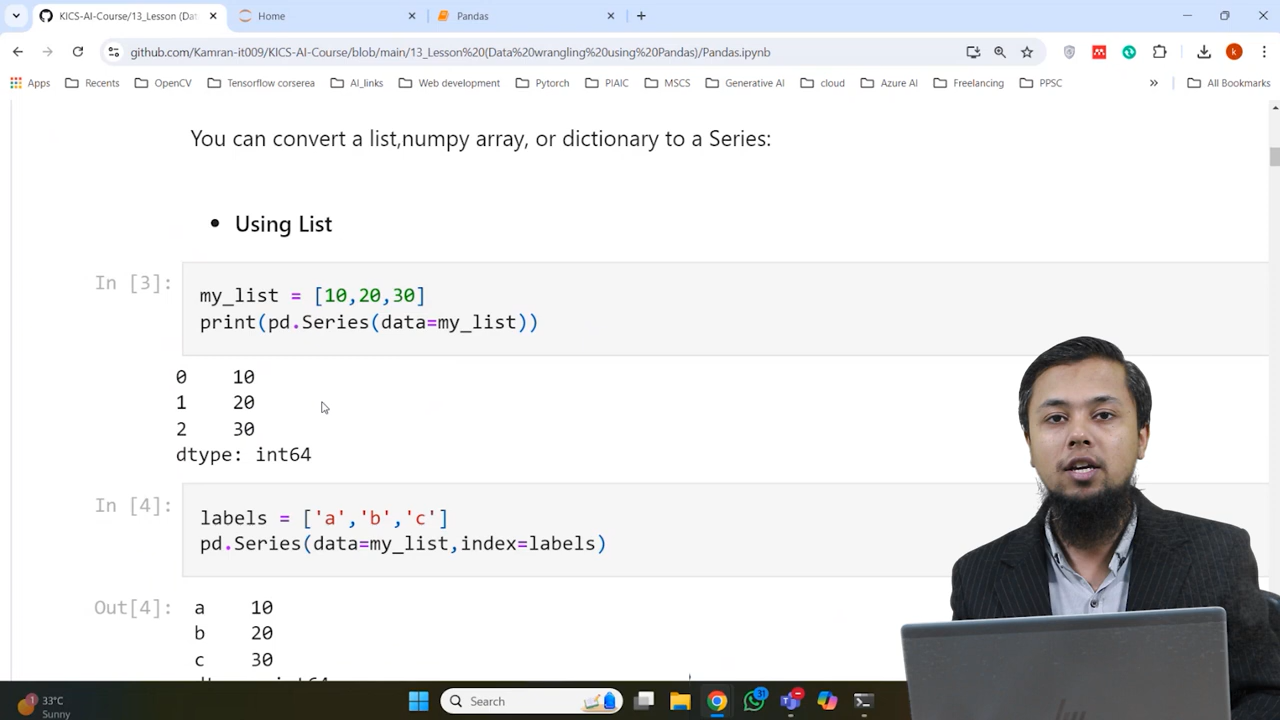 KICS-AI-Course/13_Lesson (Dat
Home
Pandas
github.com/Kamran-it009/KICS-AI-Course/blob/main/13_Lesson%20(Data%20wrangling%20using%20Pandas)/Pandas.ipynb
Apps Recents OpenCV Tensorflow corserea AI_links Web development Pytorch PIAIC MSCS Generative AI cloud Azure AI Freelancing PPSC » All Bookmarks
You can convert a list,numpy array, or dictionary to a Series:
• Using List
In [3]:
my_list = [10,20,30]
print(pd.Series(data=my_list))
0 10
1 20
2 30
dtype: int64
In [4]:
labels = ['a','b','c']
pd.Series(data=my_list,index=labels)
Out[4]:
a 10
b 20
c 30
33°C
Sunny
Search
31
hp